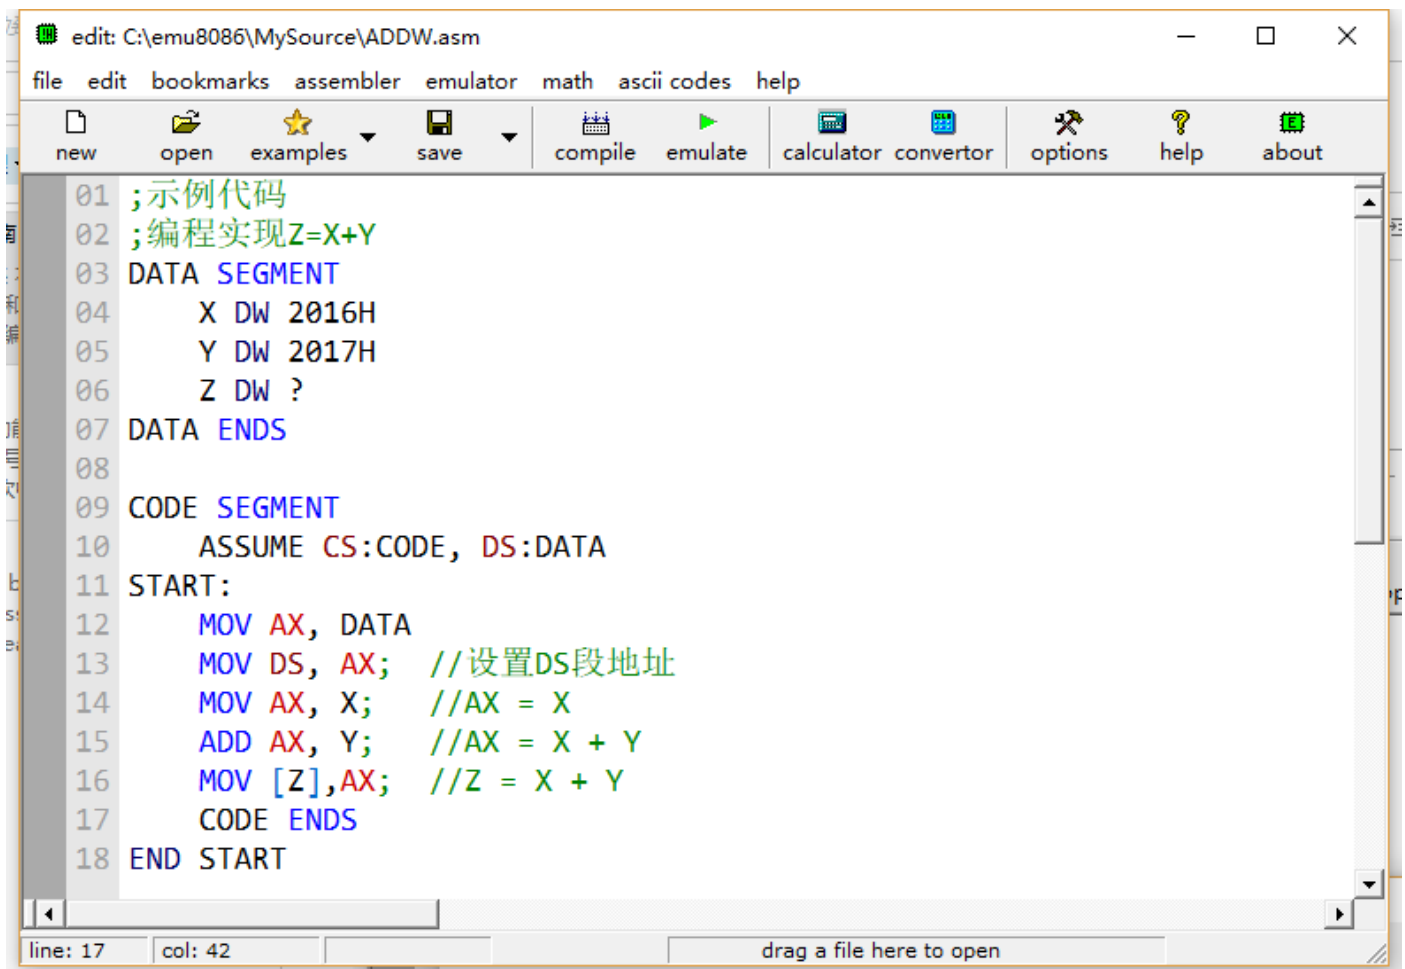 edit: C:\emu8086\MySource\ADDW.asm
file edit bookmarks assembler emulator math ascii codes help
new open examples save compile emulate calculator convertor options help about
01 ;示例代码
02 ;编程实现Z=X+Y
03 DATA SEGMENT
04 X DW 2016H
05 Y DW 2017H
06 Z DW ?
07 DATA ENDS
08
09 CODE SEGMENT
10 ASSUME CS:CODE, DS:DATA
11 START:
12 MOV AX, DATA
13 MOV DS, AX; //设置DS段地址
14 MOV AX, X; //AX = X
15 ADD AX, Y; //AX = X + Y
16 MOV [Z],AX; //Z = X + Y
17 CODE ENDS
18 END START
line: 17 col: 42 drag a file here to open